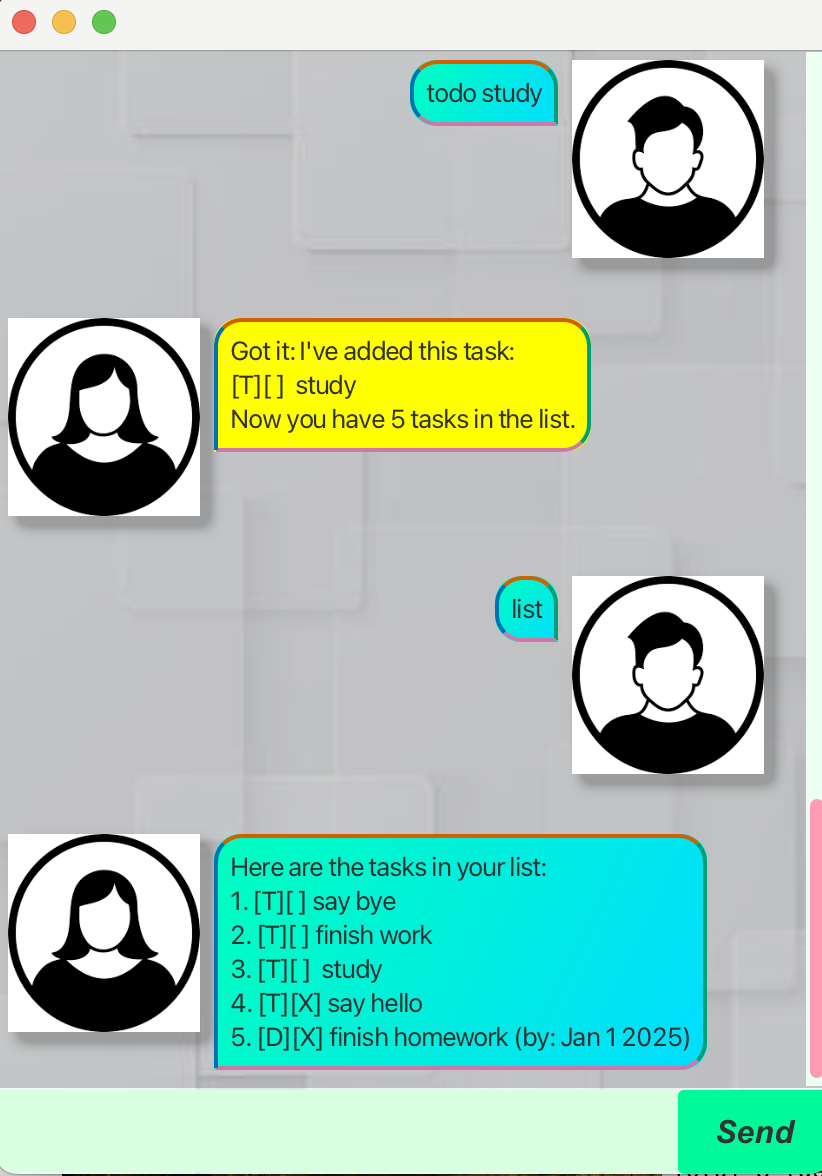 todo study
Got it: I've added this task:
[T][ ]  study
Now you have 5 tasks in the list.
list
Here are the tasks in your list:
1. [T][ ] say bye
2. [T][ ] finish work
3. [T][ ]  study
4. [T][X] say hello
5. [D][X] finish homework (by: Jan 1 2025)
Send